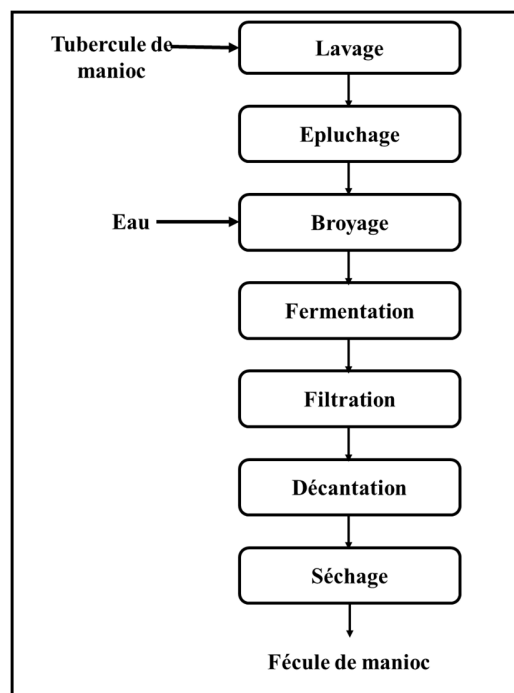 Tubercule de
manioc
Lavage
Epluchage
Eau
Broyage
Fermentation
Filtration
Décantation
Séchage
Fécule de manioc